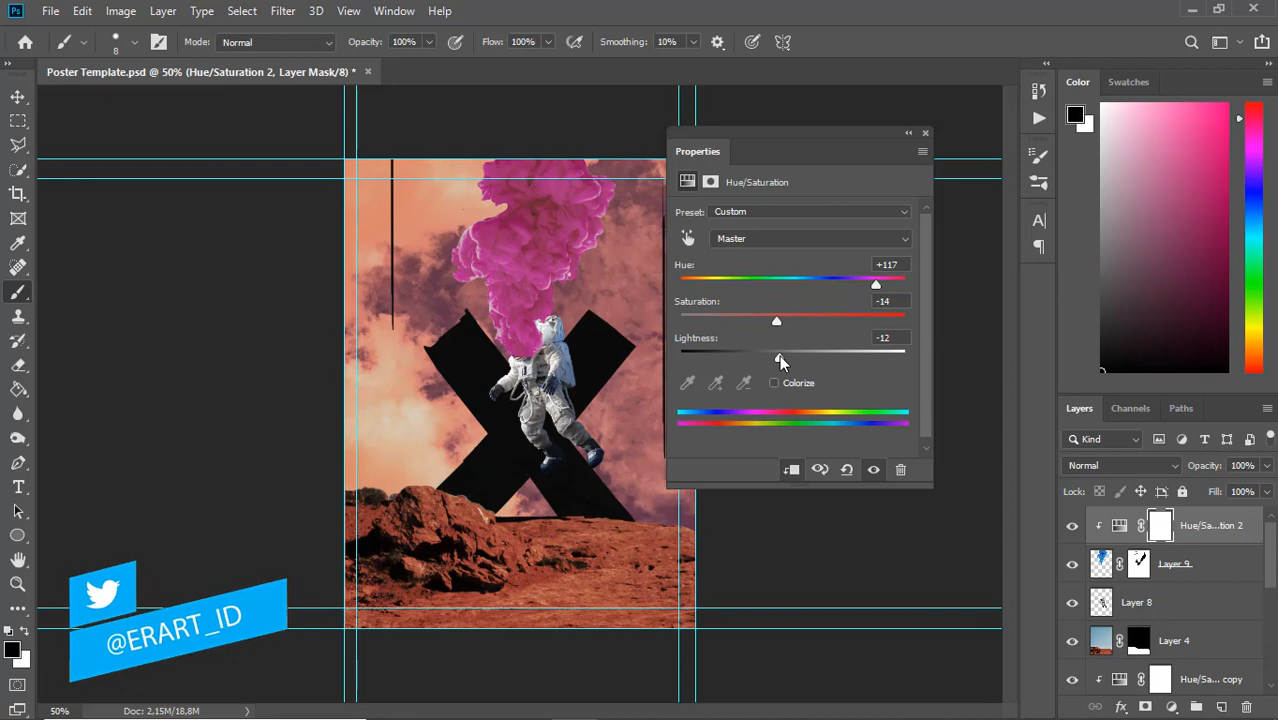 Ps File Edit Image Layer Type Select Filter 3D View Window Help
8 Mode: Normal Opacity: 100% Flow: 100% Smoothing: 10%
Poster Template.psd @ 50% (Hue/Saturation 2, Layer Mask/8) *
Color Swatches
Properties
Hue/Saturation
Preset: Custom
Master
Hue: +117
Saturation: -14
Lightness: -12
Colorize
Layers Channels Paths
Kind
Normal Opacity: 100%
Lock: Fill: 100%
Hue/Sa...tion 2
Layer 9
Layer 8
Layer 4
Hue/Sa... copy
@ERART_ID
50% Doc: 2,15M/18,8M